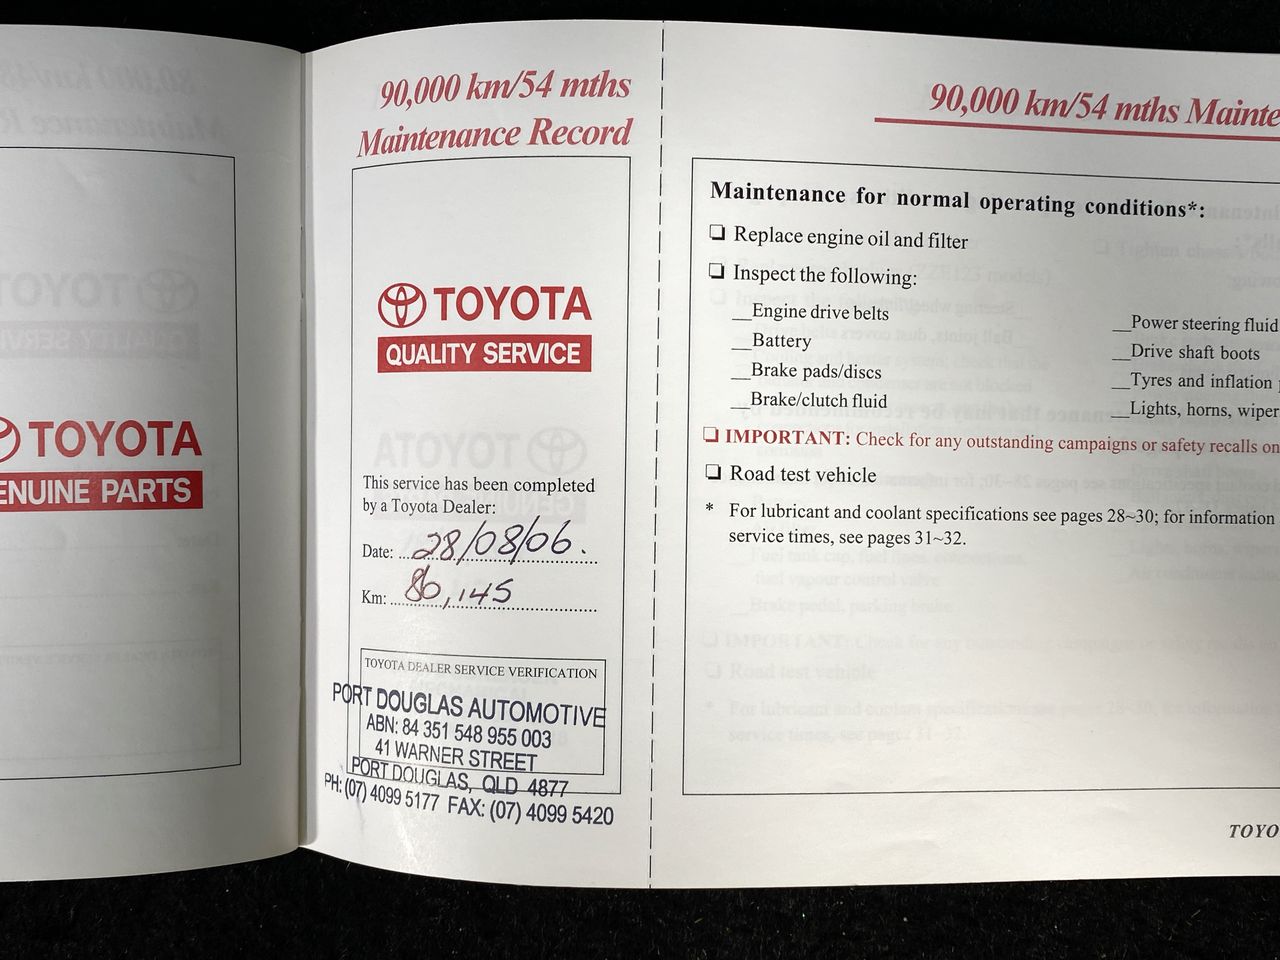 TOYOTA
ENUINE PARTS
90,000 km/54 mths
Maintenance Record
TOYOTA
QUALITY SERVICE
This service has been completed
by a Toyota Dealer:
Date: 28/08/06.
Km: 86,145
TOYOTA DEALER SERVICE VERIFICATION
PORT DOUGLAS AUTOMOTIVE
ABN: 84 351 548 955 003
41 WARNER STREET
PORT DOUGLAS, QLD 4877
PH: (07) 4099 5177 FAX: (07) 4099 5420
90,000 km/54 mths Mainte
Maintenance for normal operating conditions*:
❏ Replace engine oil and filter
❏ Inspect the following:
__Engine drive belts
__Battery
__Brake pads/discs
__Brake/clutch fluid
__Power steering fluid
__Drive shaft boots
__Tyres and inflation
__Lights, horns, wiper
❏ IMPORTANT: Check for any outstanding campaigns or safety recalls on
❏ Road test vehicle
* For lubricant and coolant specifications see pages 28~30; for information
service times, see pages 31~32.
TOYO